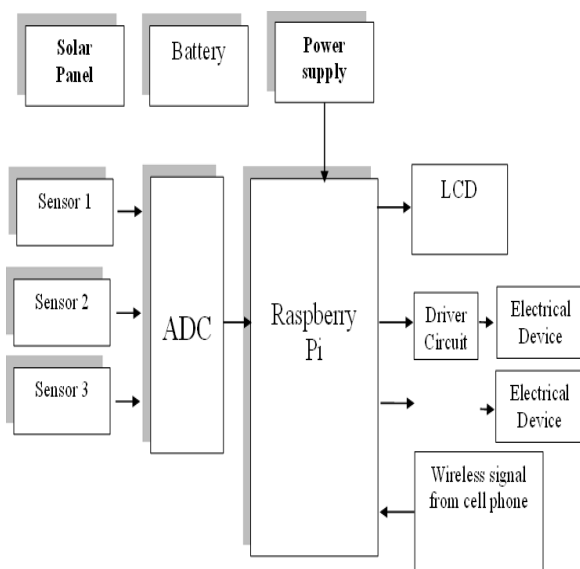 Solar
Panel
Battery
Power
supply
Sensor 1
Sensor 2
Sensor 3
ADC
Raspberry
Pi
LCD
Driver
Circuit
Electrical
Device
Electrical
Device
Wireless signal
from cell phone